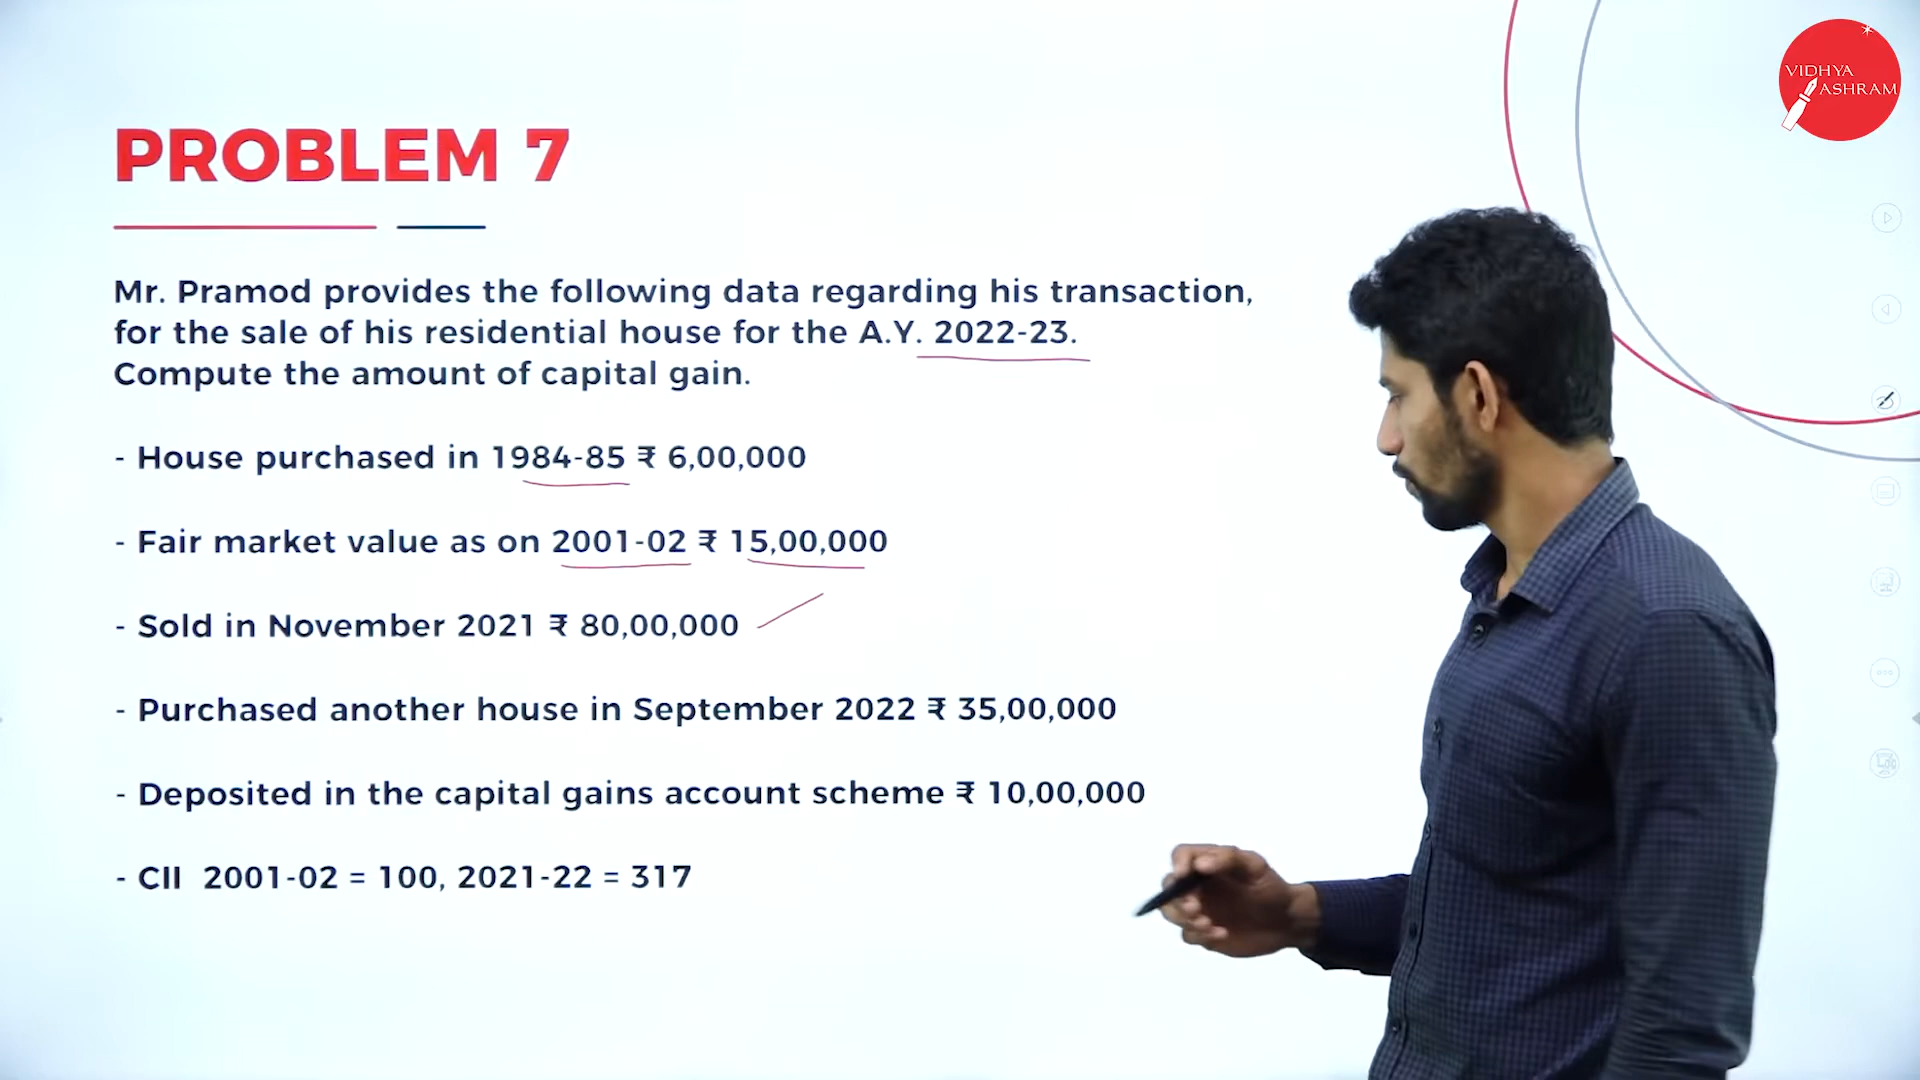 VIDHYA
ASHRAM
PROBLEM 7
Mr. Pramod provides the following data regarding his transaction,
for the sale of his residential house for the A.Y. 2022-23.
Compute the amount of capital gain.
- House purchased in 1984-85 ₹ 6,00,000
- Fair market value as on 2001-02 ₹ 15,00,000
- Sold in November 2021 ₹ 80,00,000
- Purchased another house in September 2022 ₹ 35,00,000
- Deposited in the capital gains account scheme ₹ 10,00,000
- CII 2001-02 = 100, 2021-22 = 317